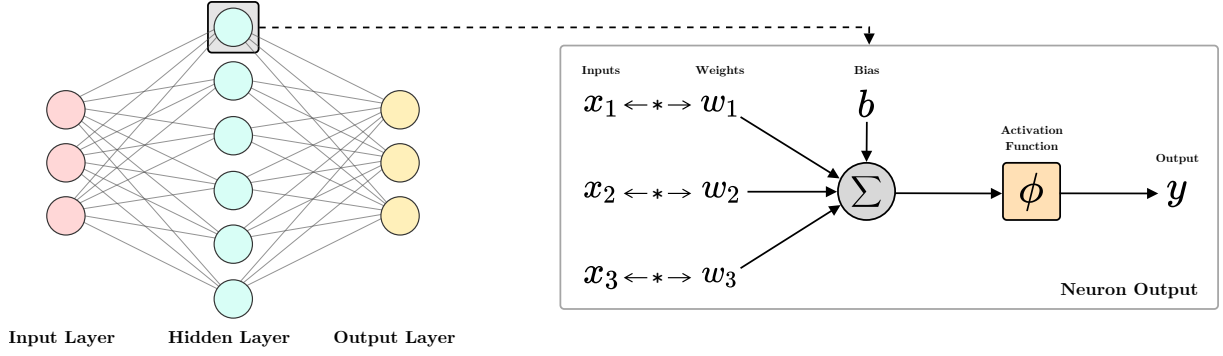 Inputs Weights Bias
x₁ ←*→ w₁ b
Activation
Function
Output
x₂ ←*→ w₂ Σ ϕ y
x₃ ←*→ w₃
Neuron Output
Input Layer Hidden Layer Output Layer